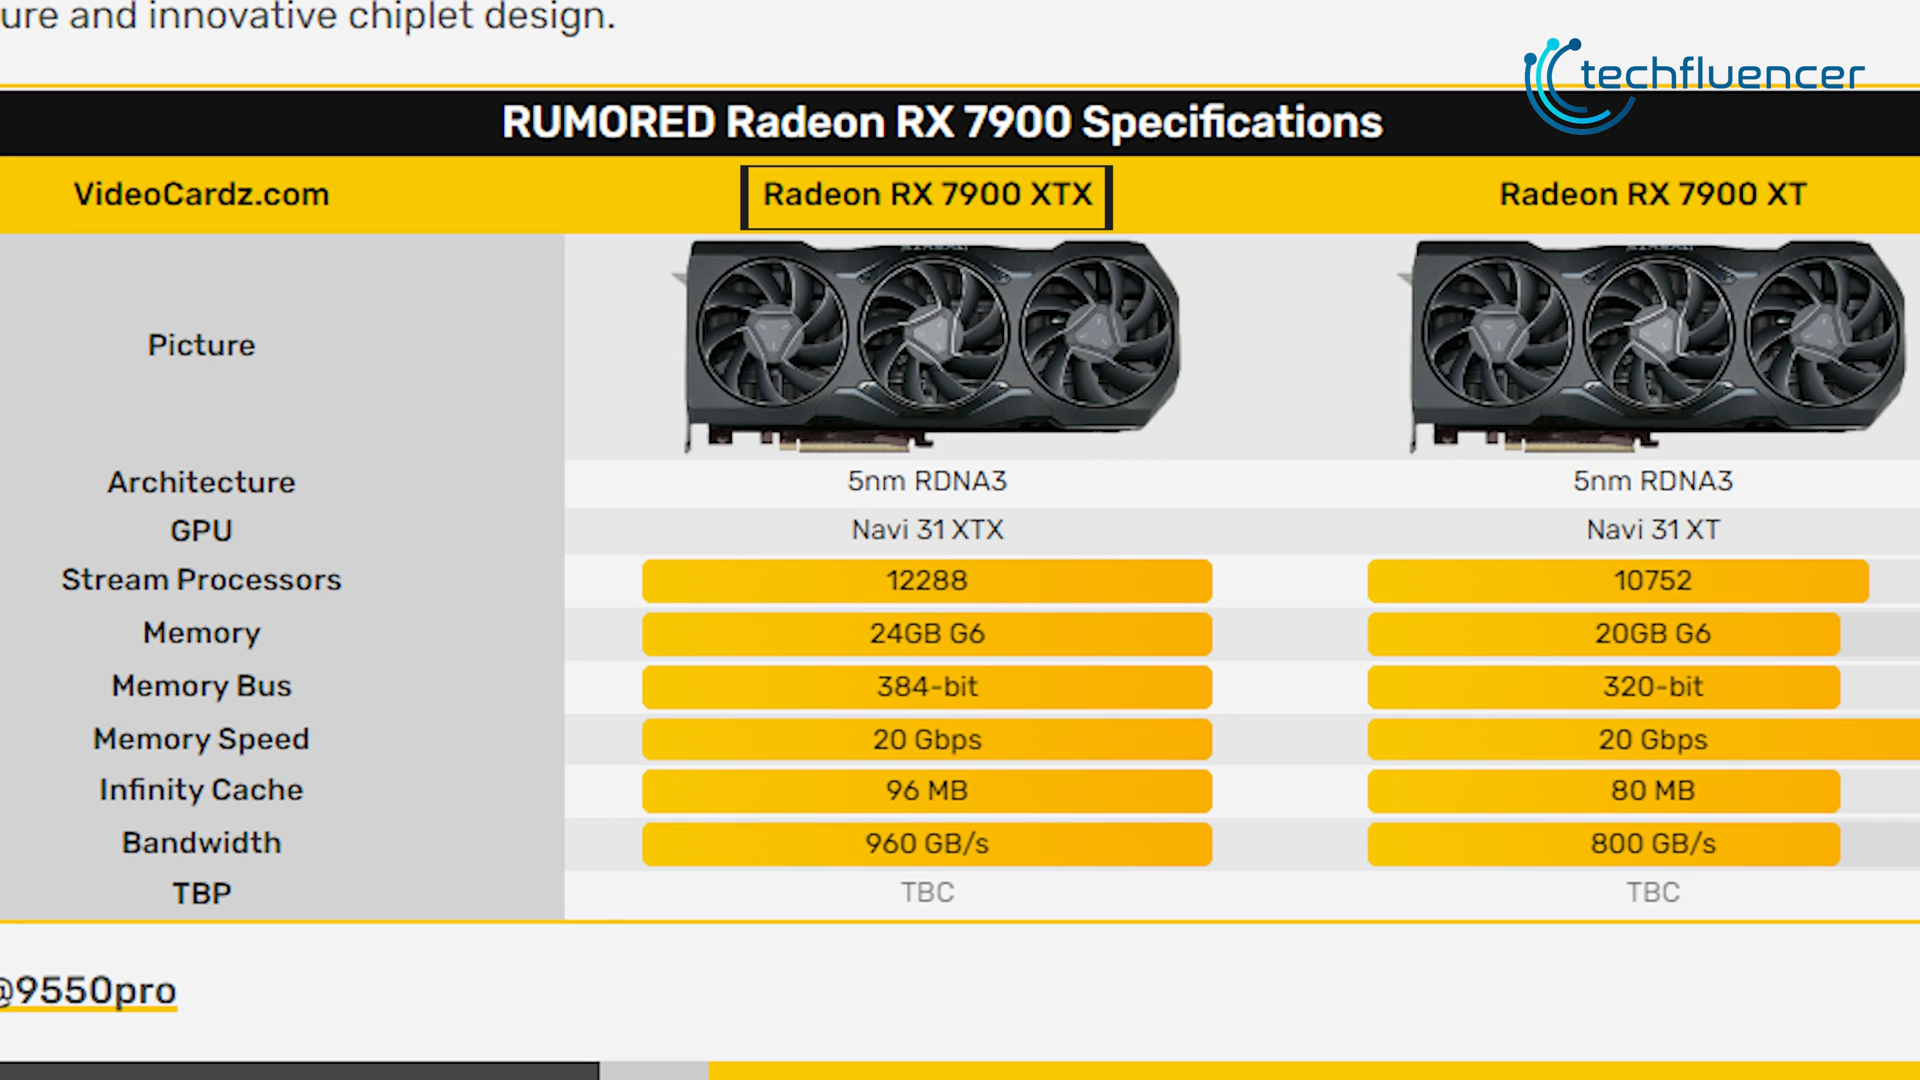 ure and innovative chiplet design.
techfluencer
RUMORED Radeon RX 7900 Specifications
VideoCardz.com Radeon RX 7900 XTX Radeon RX 7900 XT
Picture
Architecture 5nm RDNA3 5nm RDNA3
GPU Navi 31 XTX Navi 31 XT
Stream Processors 12288 10752
Memory 24GB G6 20GB G6
Memory Bus 384-bit 320-bit
Memory Speed 20 Gbps 20 Gbps
Infinity Cache 96 MB 80 MB
Bandwidth 960 GB/s 800 GB/s
TBP TBC TBC
@9550pro